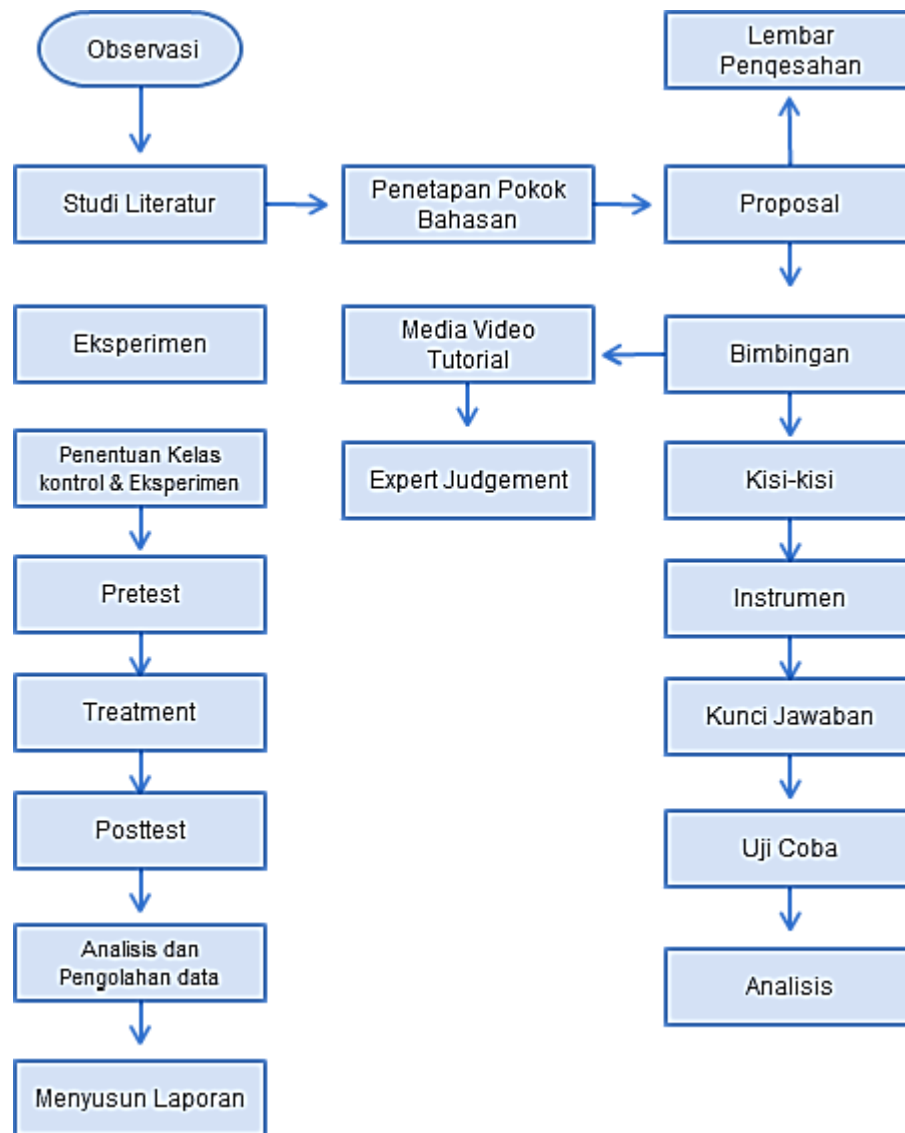 Observasi
Lembar
Penqesahan
Studi Literatur
Penetapan Pokok
Bahasan
Proposal
Eksperimen
Media Video
Tutorial
Bimbingan
Penentuan Kelas
kontrol & Eksperimen
Expert Judgement
Kisi-kisi
Pretest
Instrumen
Treatment
Kunci Jawaban
Posttest
Uji Coba
Analisis dan
Pengolahan data
Analisis
Menyusun Laporan